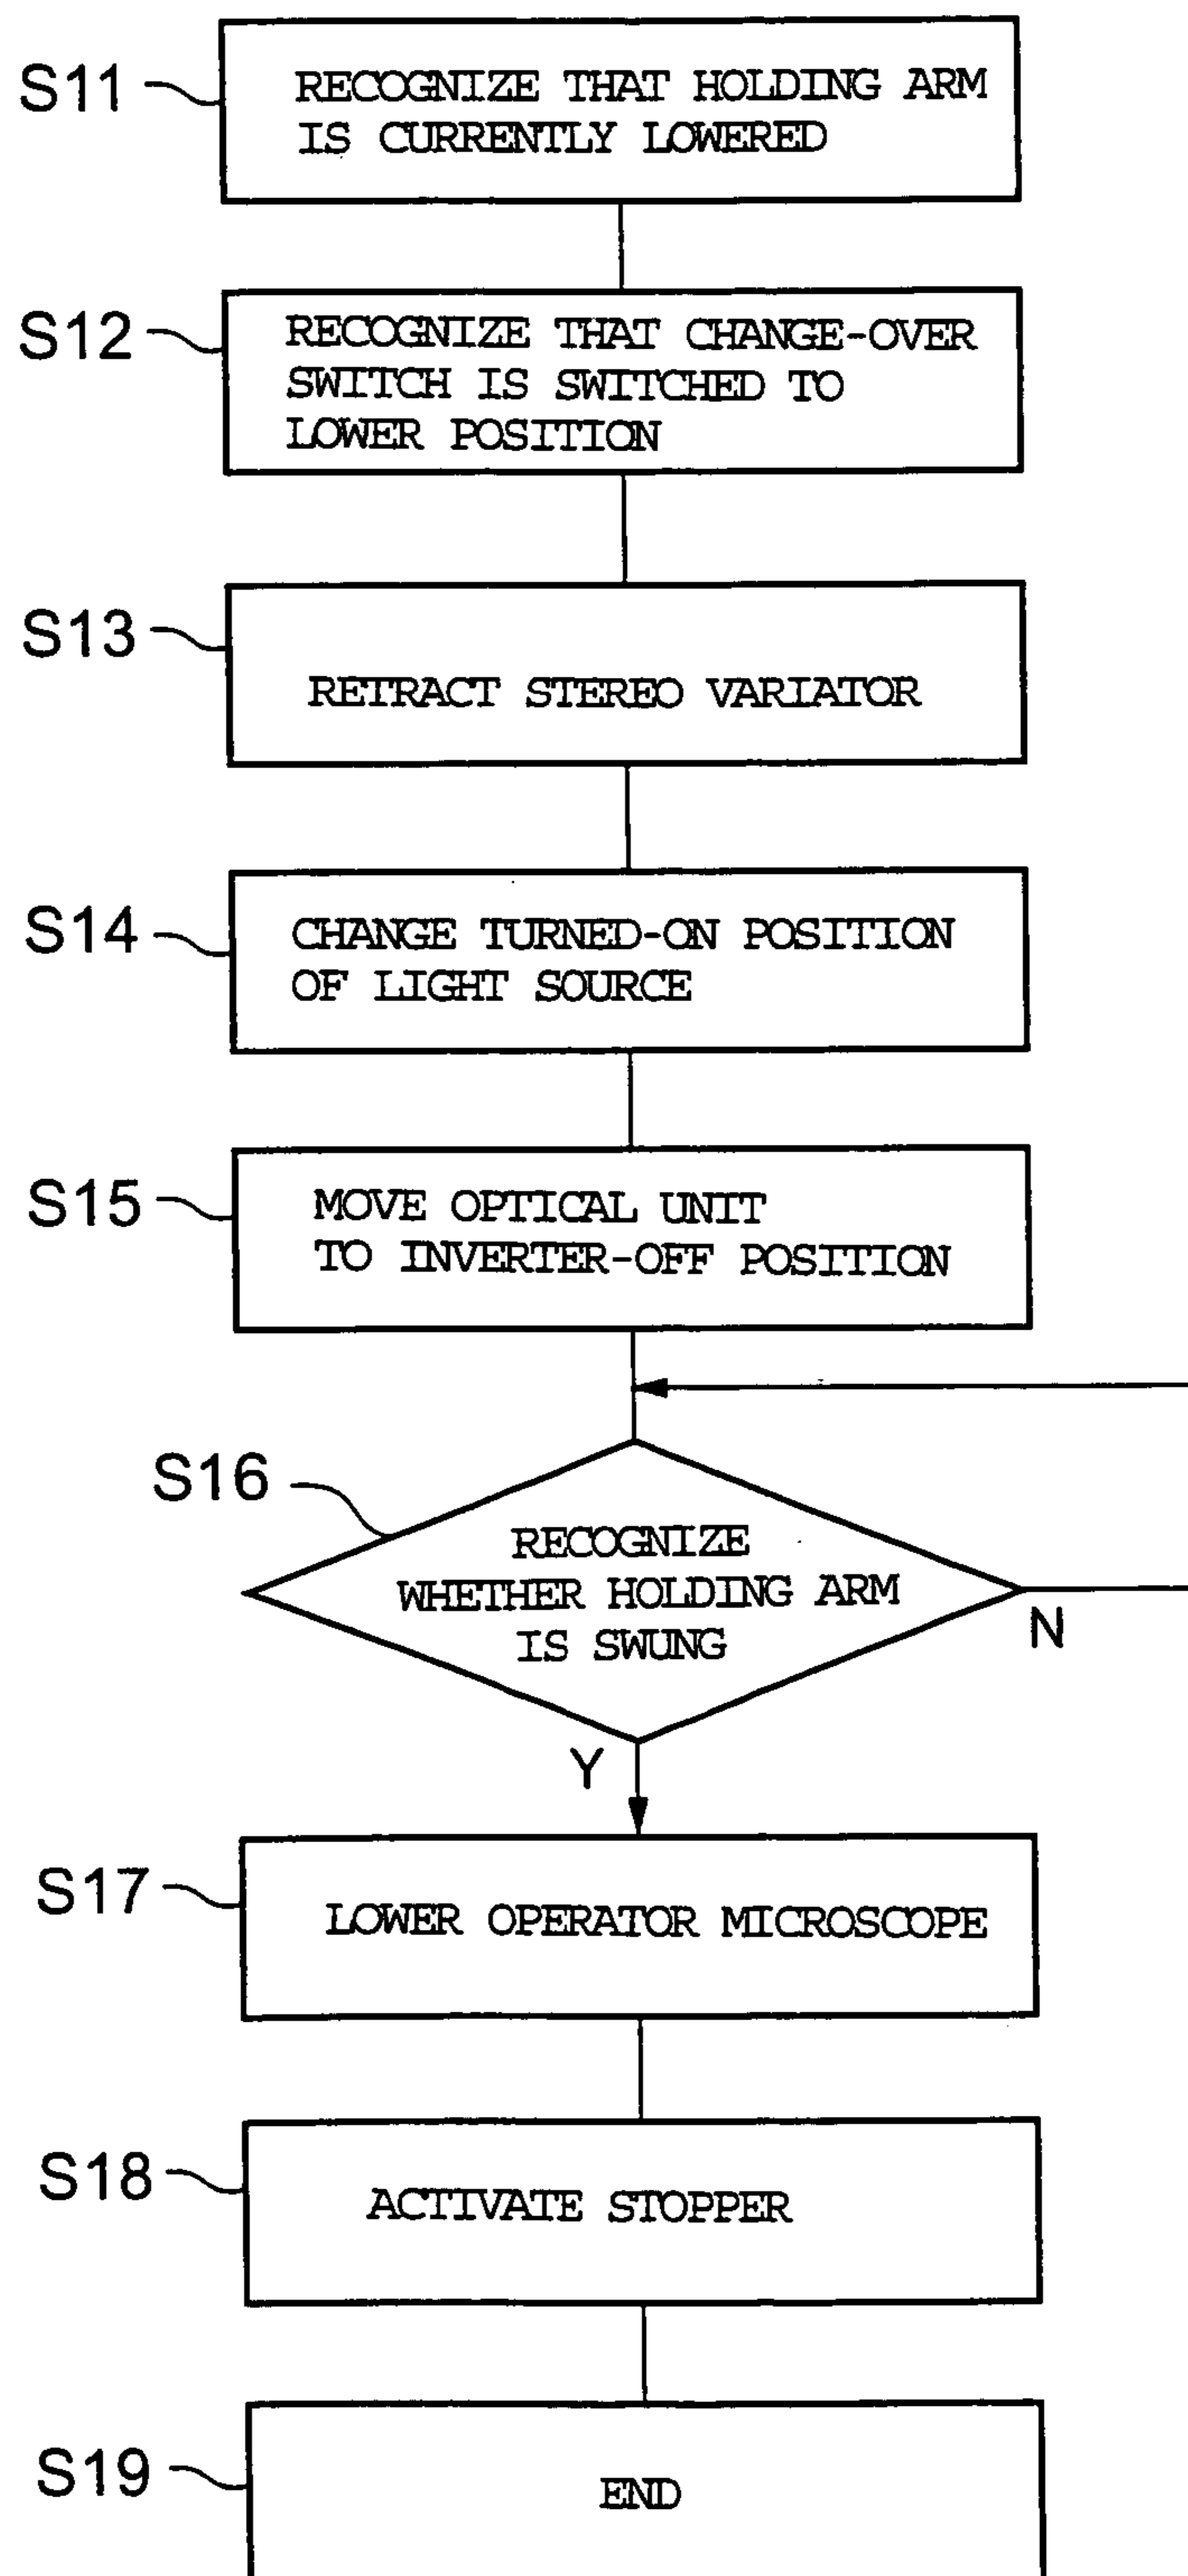 S11
RECOGNIZE THAT HOLDING ARM
IS CURRENTLY LOWERED
S12
RECOGNIZE THAT CHANGE-OVER
SWITCH IS SWITCHED TO
LOWER POSITION
S13
RETRACT STEREO VARIATOR
S14
CHANGE TURNED-ON POSITION
OF LIGHT SOURCE
S15
MOVE OPTICAL UNIT
TO INVERTER-OFF POSITION
S16
RECOGNIZE
WHETHER HOLDING ARM
IS SWUNG
N
Y
S17
LOWER OPERATOR MICROSCOPE
S18
ACTIVATE STOPPER
S19
END